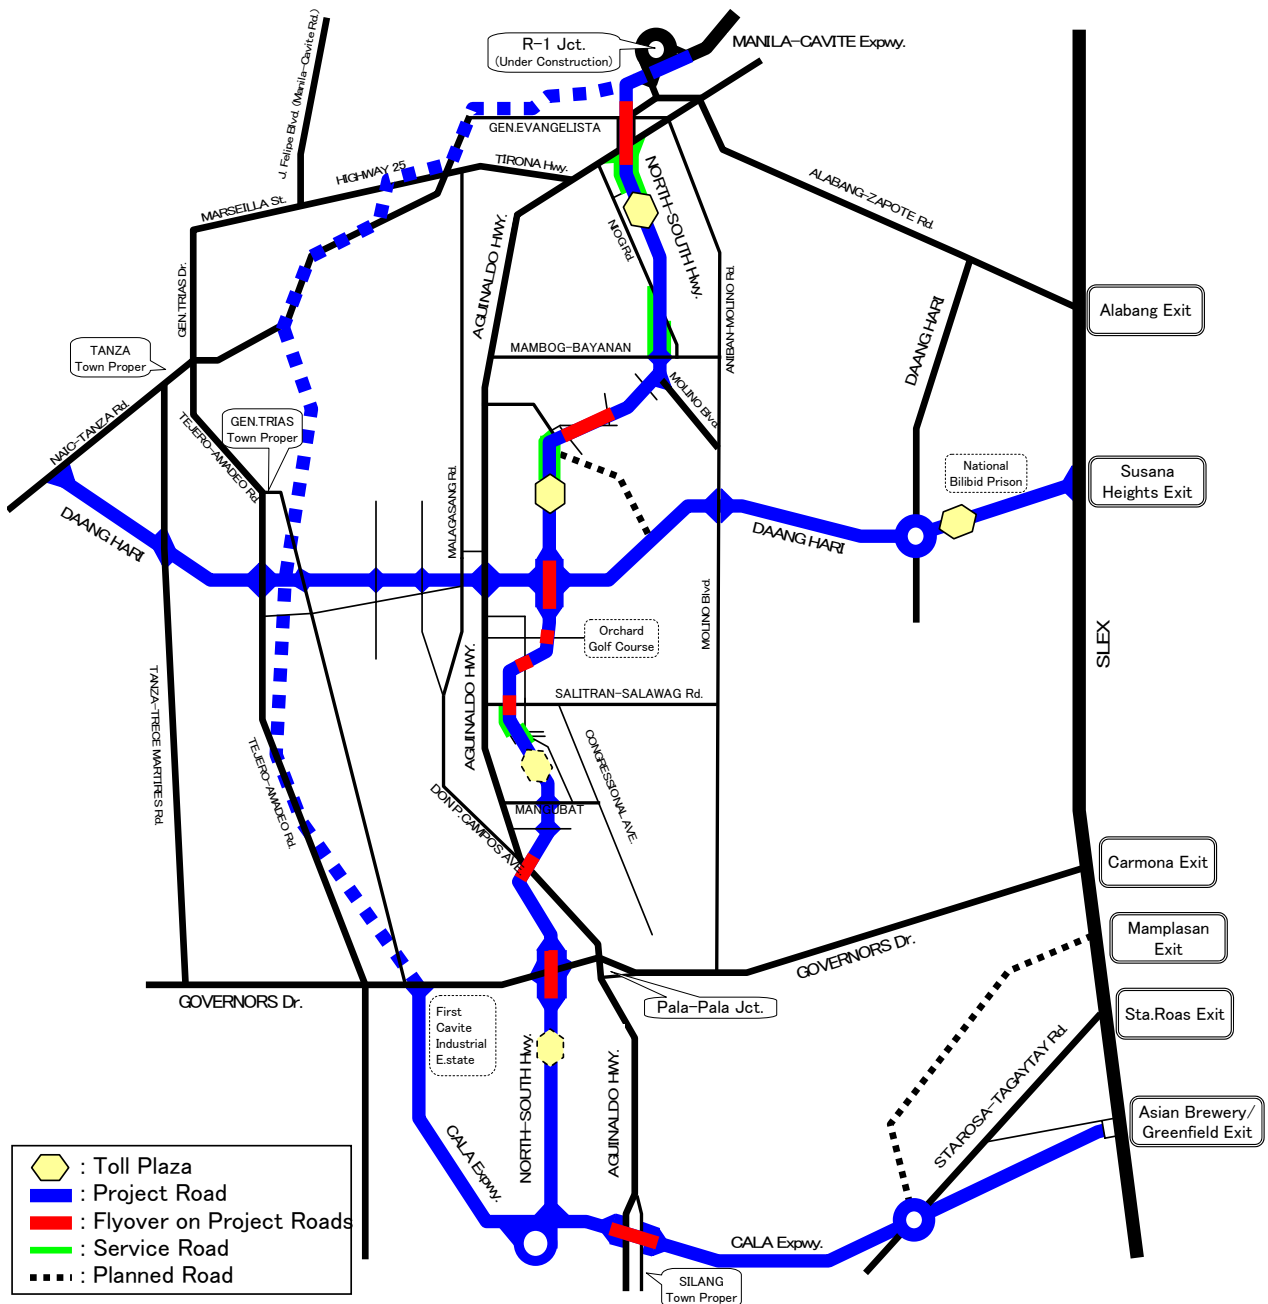 R-1 Jct.
(Under Construction)
MANILA-CAVITE Expwy.
J. Felipe Blvd. (Manila-Cavite Rd.)
GEN.EVANGELISTA
TIRONA Hwy.
HIGHWAY 25
MARSEILLA St.
NORTH-SOUTH Hwy.
NIOG Rd.
ALABANG-ZAPOTE Rd.
GEN.TRIAS Dr.
AGUINALDO HWY.
ANIBAN-MOLINO Rd.
DAANG HARI
Alabang Exit
TANZA
Town Proper
MAMBOG-BAYANAN
MOLINO Blvd.
NAIC-TANZA Rd.
TEJERO-AMADEO Rd.
GEN.TRIAS
Town Proper
MALAGASANG Rd.
National
Bilibid Prison
Susana
Heights Exit
DAANG HARI
DAANG HARI
MOLINO Blvd.
Orchard
Golf Course
SLEX
TANZA-TRECE MARTIRES Rd.
AGUINALDO HWY.
SALITRAN-SALAWAG Rd.
CONGRESSIONAL AVE.
TEJERO-AMADEO Rd.
DON P. CAMPOS AVE.
MANGUBAT
Carmona Exit
Mamplasan
Exit
GOVERNORS Dr.
GOVERNORS Dr.
Pala-Pala Jct.
First
Cavite
Industrial
E.state
Sta.Roas Exit
NORTH-SOUTH Hwy.
AGUINALDO HWY.
STA.ROSA-TAGAYTAY Rd.
Asian Brewery/
Greenfield Exit
CALA Expwy.
CALA Expwy.
SILANG
Town Proper
: Toll Plaza
: Project Road
: Flyover on Project Roads
: Service Road
: Planned Road